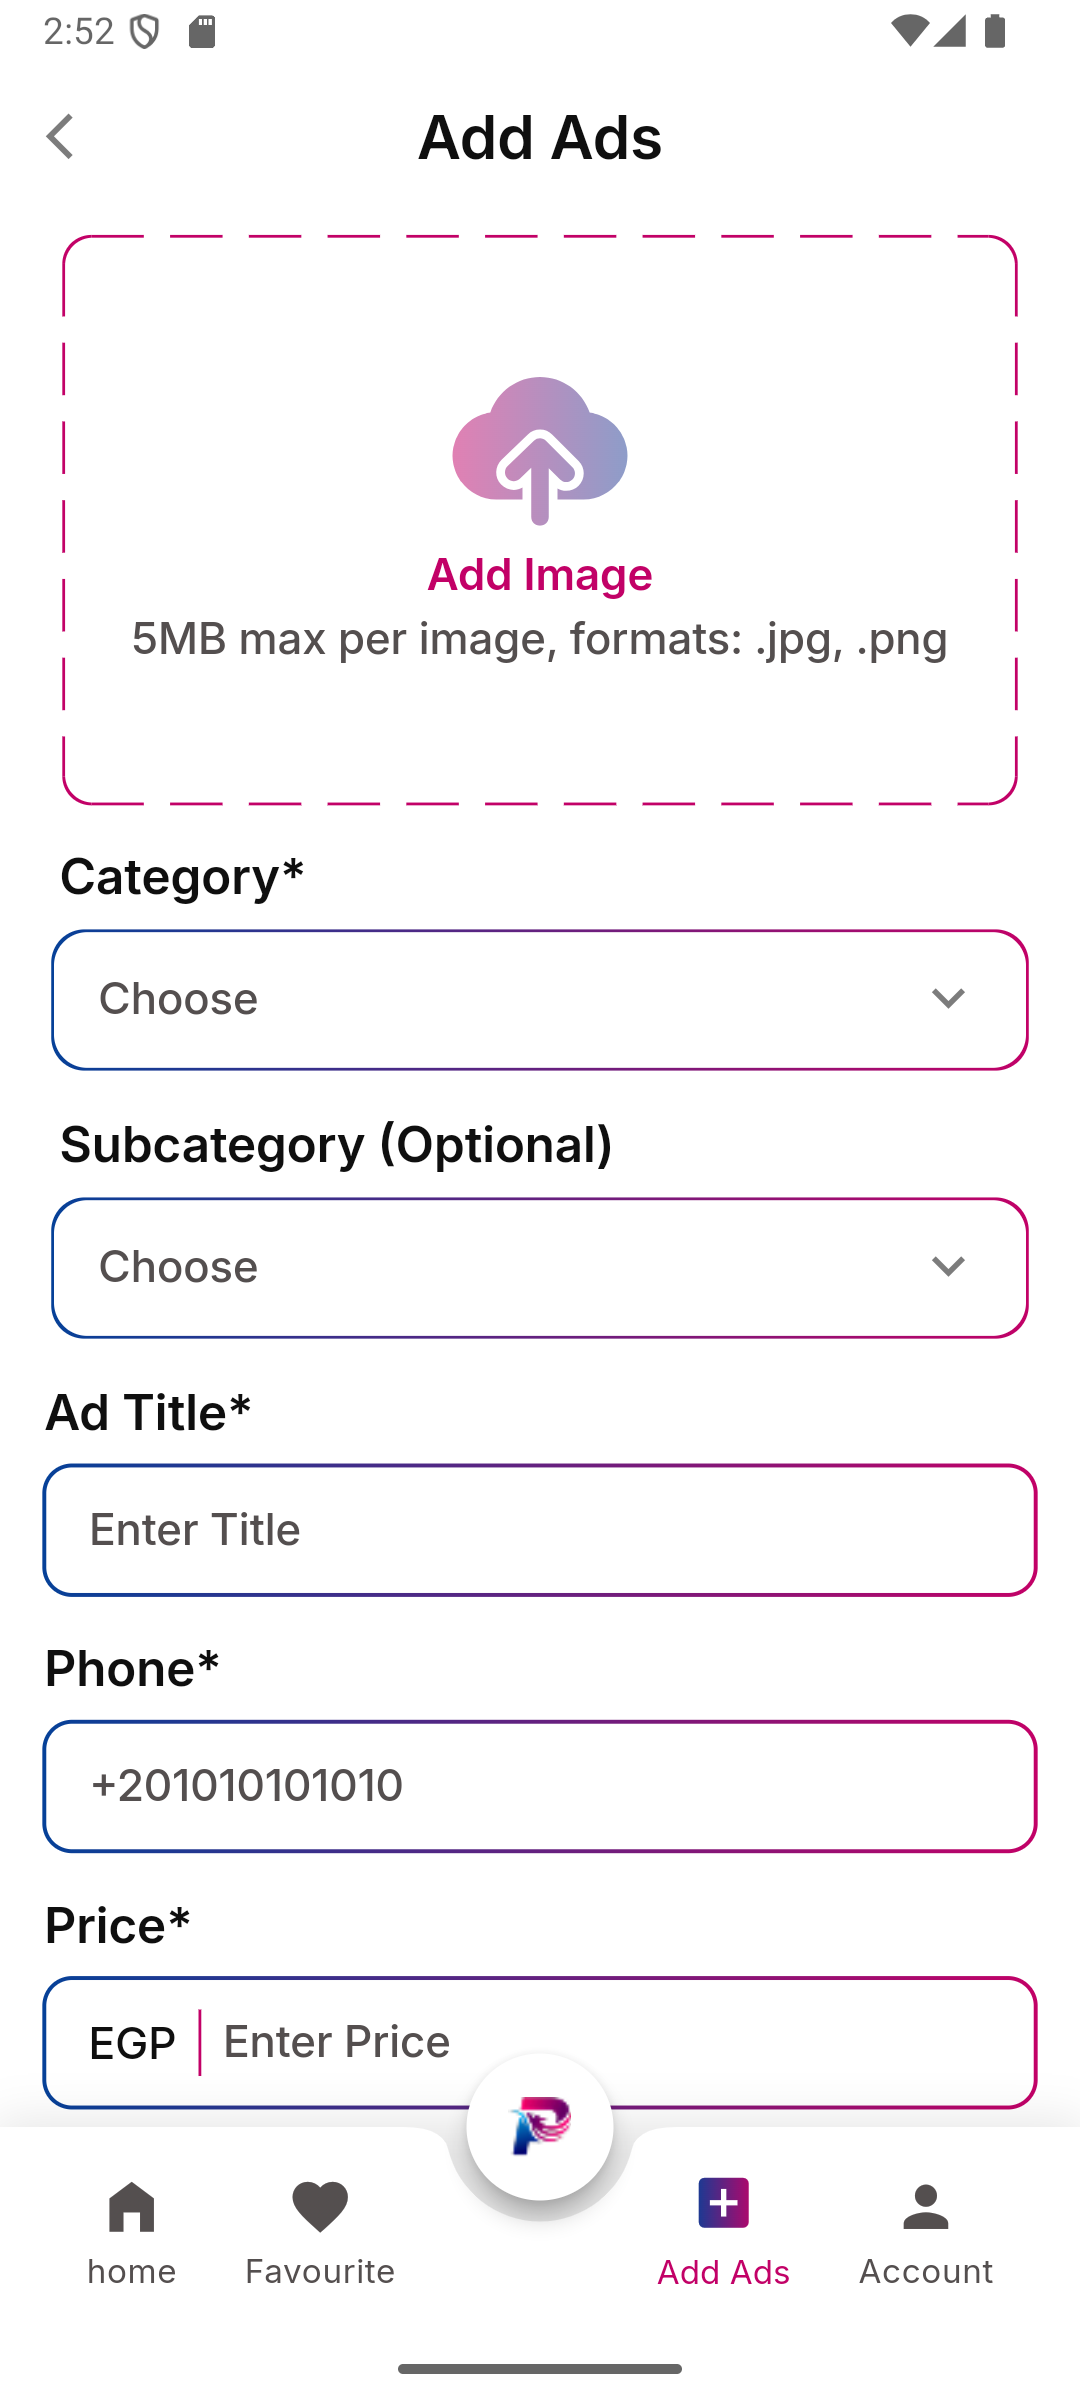 2:52
Add Ads
Add Image
5MB max per image, formats: .jpg, .png
Category*
Choose
Subcategory (Optional)
Choose
Ad Title*
Enter Title
Phone*
+201010101010
Price*
EGP Enter Price
home Favourite Add Ads Account